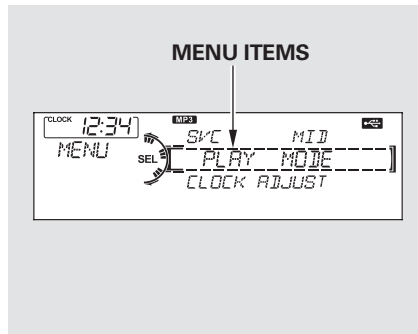 MENU ITEMS
CLOCK 12:34
MP3
MENU
SVC MID
SEL
PLAY MODE
CLOCK ADJUST